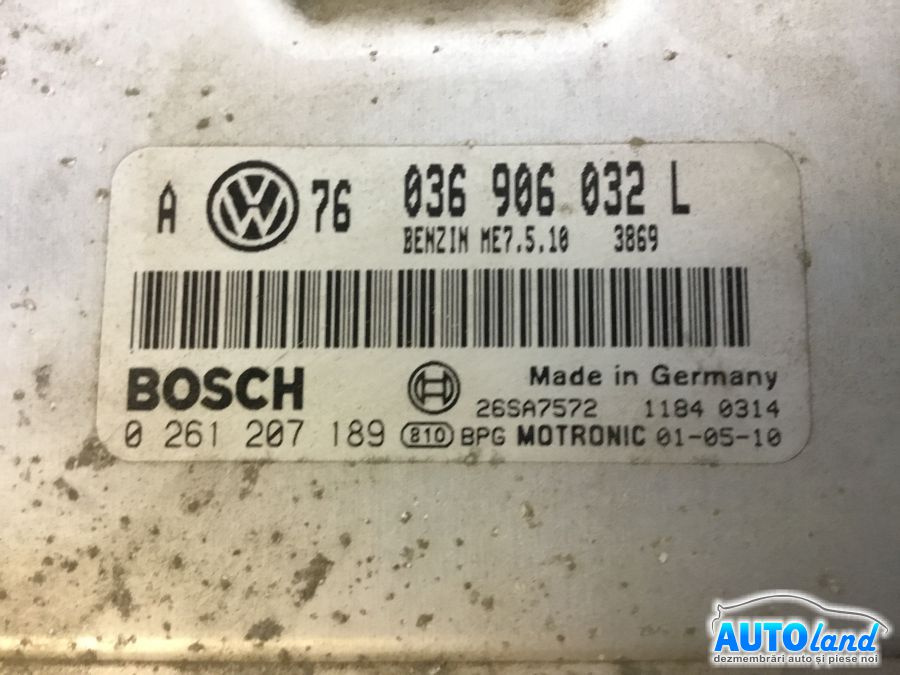 A VW 76 036 906 032 L
BENZIN ME7.5.10 3869
BOSCH
Made in Germany
26SA7572 1184 0314
0 261 207 189 810 BPG MOTRONIC 01-05-10
AUTOland
dezmembrări auto și piese noi